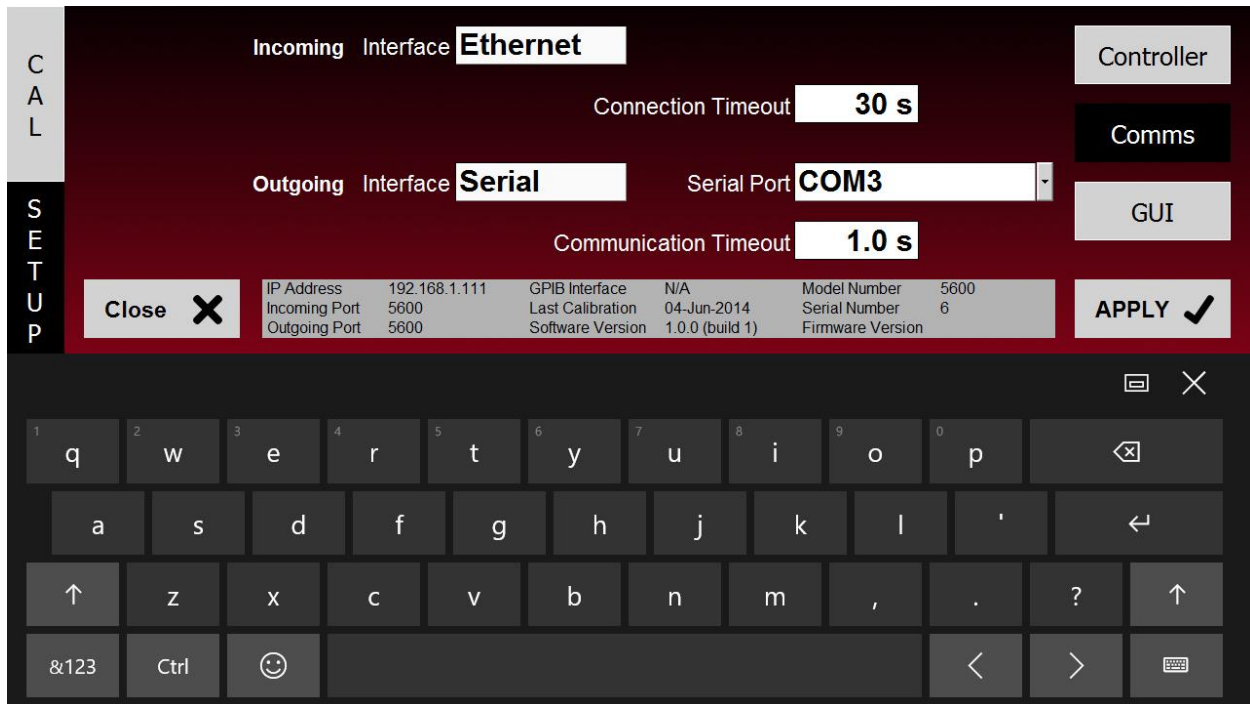 CAL
SETUP
Incoming Interface Ethernet
Connection Timeout 30 s
Outgoing Interface Serial Serial Port COM3
Communication Timeout 1.0 s
Controller
Comms
GUI
Close
IP Address 192.168.1.111 GPIB Interface N/A Model Number 5600
Incoming Port 5600 Last Calibration 04-Jun-2014 Serial Number 6
Outgoing Port 5600 Software Version 1.0.0 (build 1) Firmware Version
APPLY
1 q 2 w 3 e 4 r 5 t 6 y 7 u 8 i 9 o 0 p
a s d f g h j k l '
z x c v b n m , . ?
&123 Ctrl